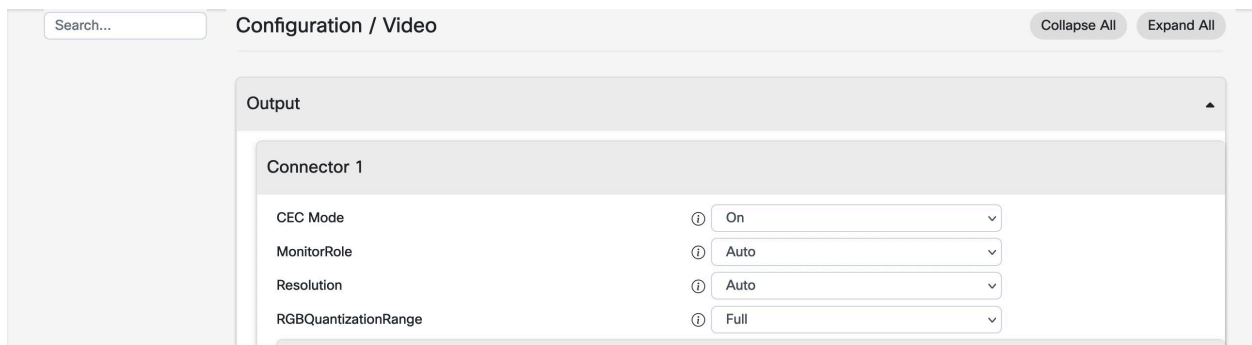 Search...
Configuration / Video
Collapse All
Expand All
Output
Connector 1
CEC Mode
On
MonitorRole
Auto
Resolution
Auto
RGBQuantizationRange
Full